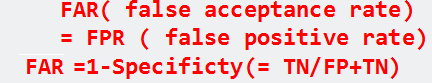 FAR( false acceptance rate)
= FPR ( false positive rate)
FAR =1-Specificty(= TN/FP+TN)